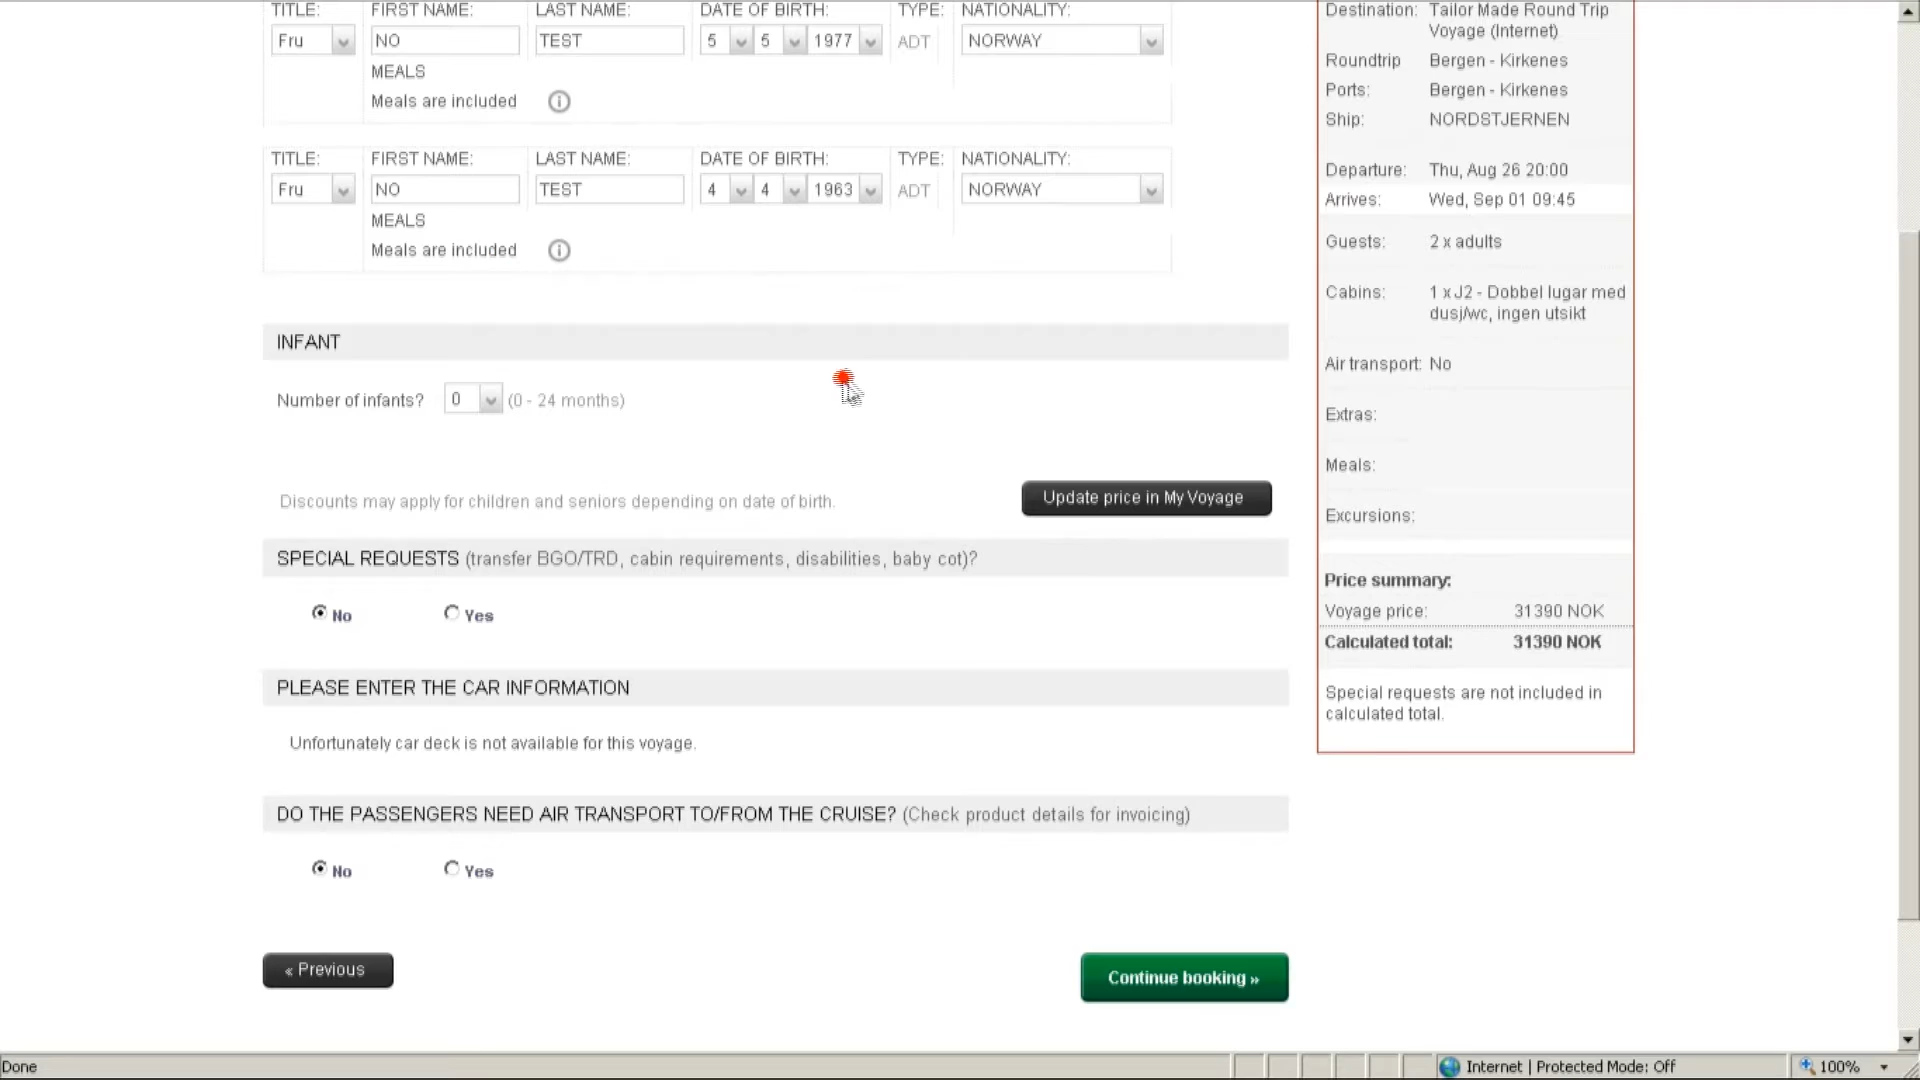 TITLE: FIRST NAME: LAST NAME: DATE OF BIRTH: TYPE: NATIONALITY:
Fru NO TEST 5 5 1977 ADT NORWAY
MEALS
Meals are included
TITLE: FIRST NAME: LAST NAME: DATE OF BIRTH: TYPE: NATIONALITY:
Fru NO TEST 4 4 1963 ADT NORWAY
MEALS
Meals are included
INFANT
Number of infants? 0 (0 - 24 months)
Discounts may apply for children and seniors depending on date of birth.
Update price in My Voyage
SPECIAL REQUESTS (transfer BGO/TRD, cabin requirements, disabilities, baby cot)?
No Yes
PLEASE ENTER THE CAR INFORMATION
Unfortunately car deck is not available for this voyage.
DO THE PASSENGERS NEED AIR TRANSPORT TO/FROM THE CRUISE? (Check product details for invoicing)
No Yes
« Previous
Continue booking »
Destination: Tailor Made Round Trip
Voyage (Internet)
Roundtrip Bergen - Kirkenes
Ports: Bergen - Kirkenes
Ship: NORDSTJERNEN
Departure: Thu, Aug 26 20:00
Arrives: Wed, Sep 01 09:45
Guests: 2 x adults
Cabins: 1 x J2 - Dobbel lugar med
dusj/wc, ingen utsikt
Air transport: No
Extras:
Meals:
Excursions:
Price summary:
Voyage price: 31390 NOK
Calculated total: 31390 NOK
Special requests are not included in
calculated total.
Done
Internet | Protected Mode: Off
100%